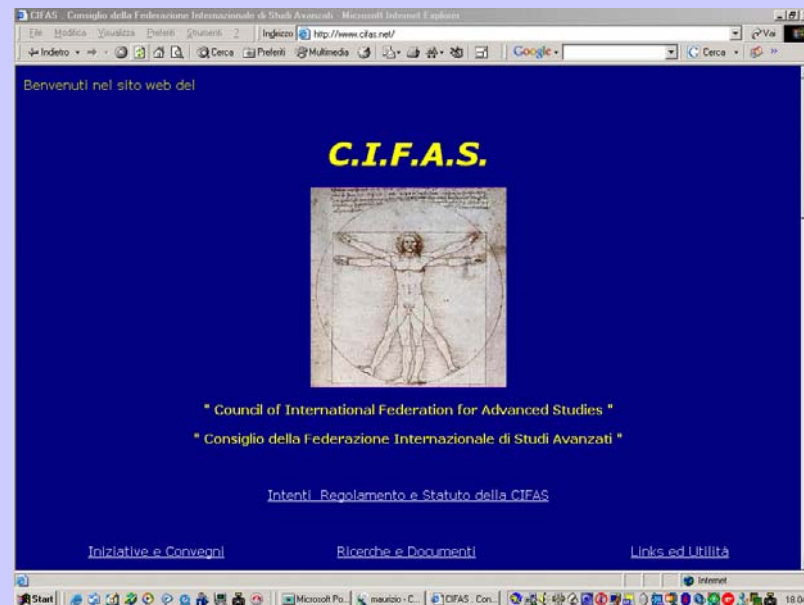 CIFAS . Consiglio della Federazione Internazionale di Studi Avanzati - Microsoft Internet Explorer
File Modifica Visualizza Preferiti Strumenti ? Indirizzo http://www.cifas.net/ Vai
Indietro Cerca Preferiti Multimedia Google Cerca
Benvenuti nel sito web del
C.I.F.A.S.
" Council of International Federation for Advanced Studies "
" Consiglio della Federazione Internazionale di Studi Avanzati "
Intenti Regolamento e Statuto della CIFAS
Iniziative e Convegni Ricerche e Documenti Links ed Utilità
Internet
Start Microsoft Po... maurizio - C... CIFAS . Con...